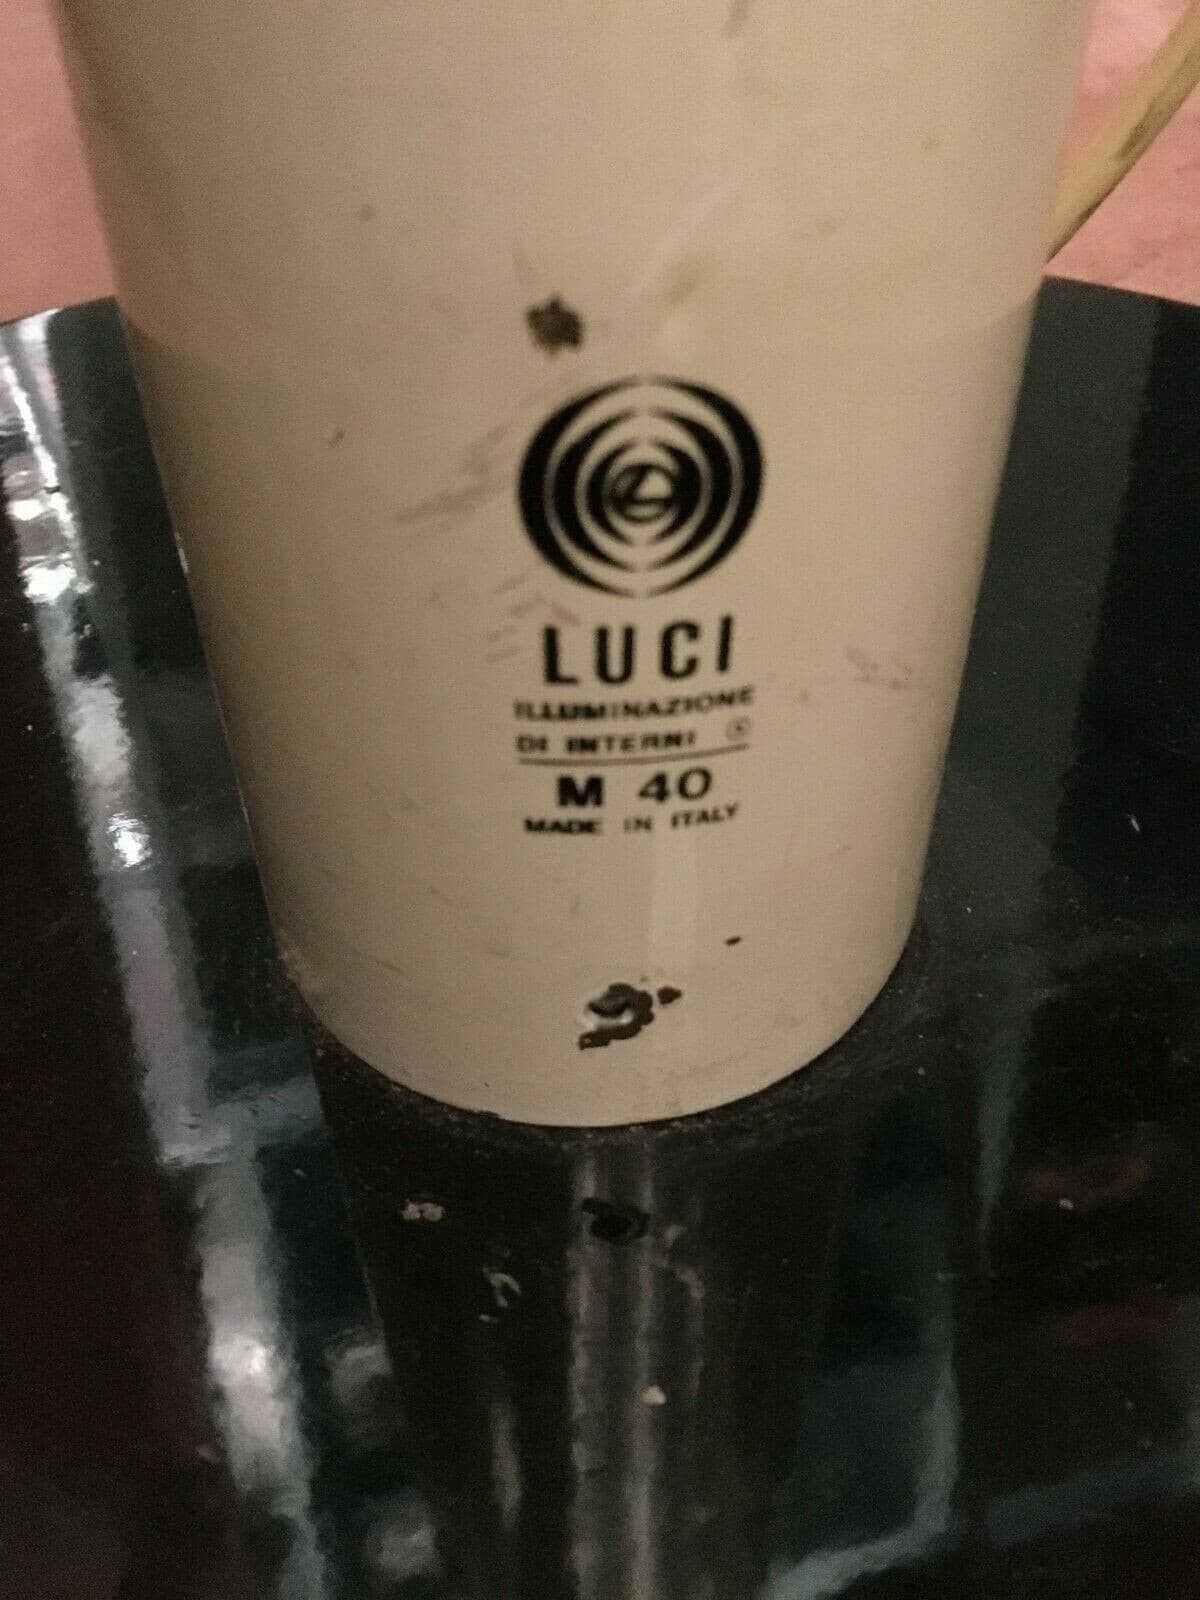 LUCI
ILLUMINAZIONE
DI INTERNI ®
M 40
MADE IN ITALY